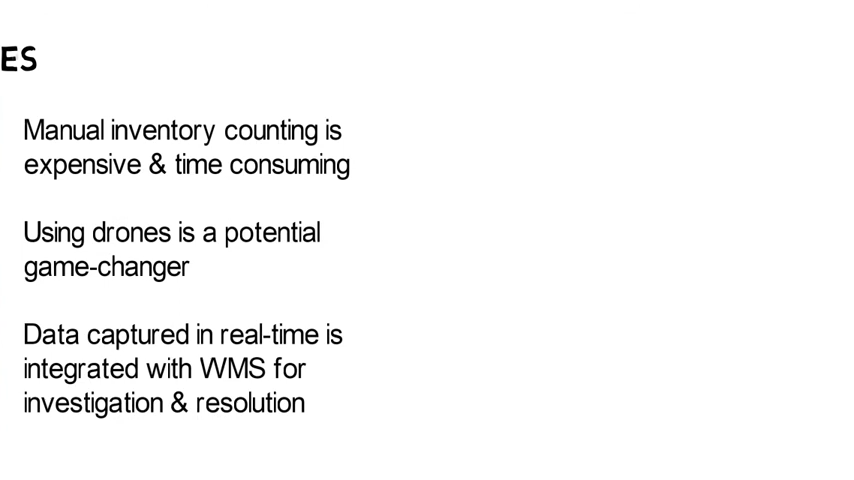 ES
Manual inventory counting is
expensive & time consuming
Using drones is a potential
game-changer
Data captured in real-time is
integrated with WMS for
investigation & resolution